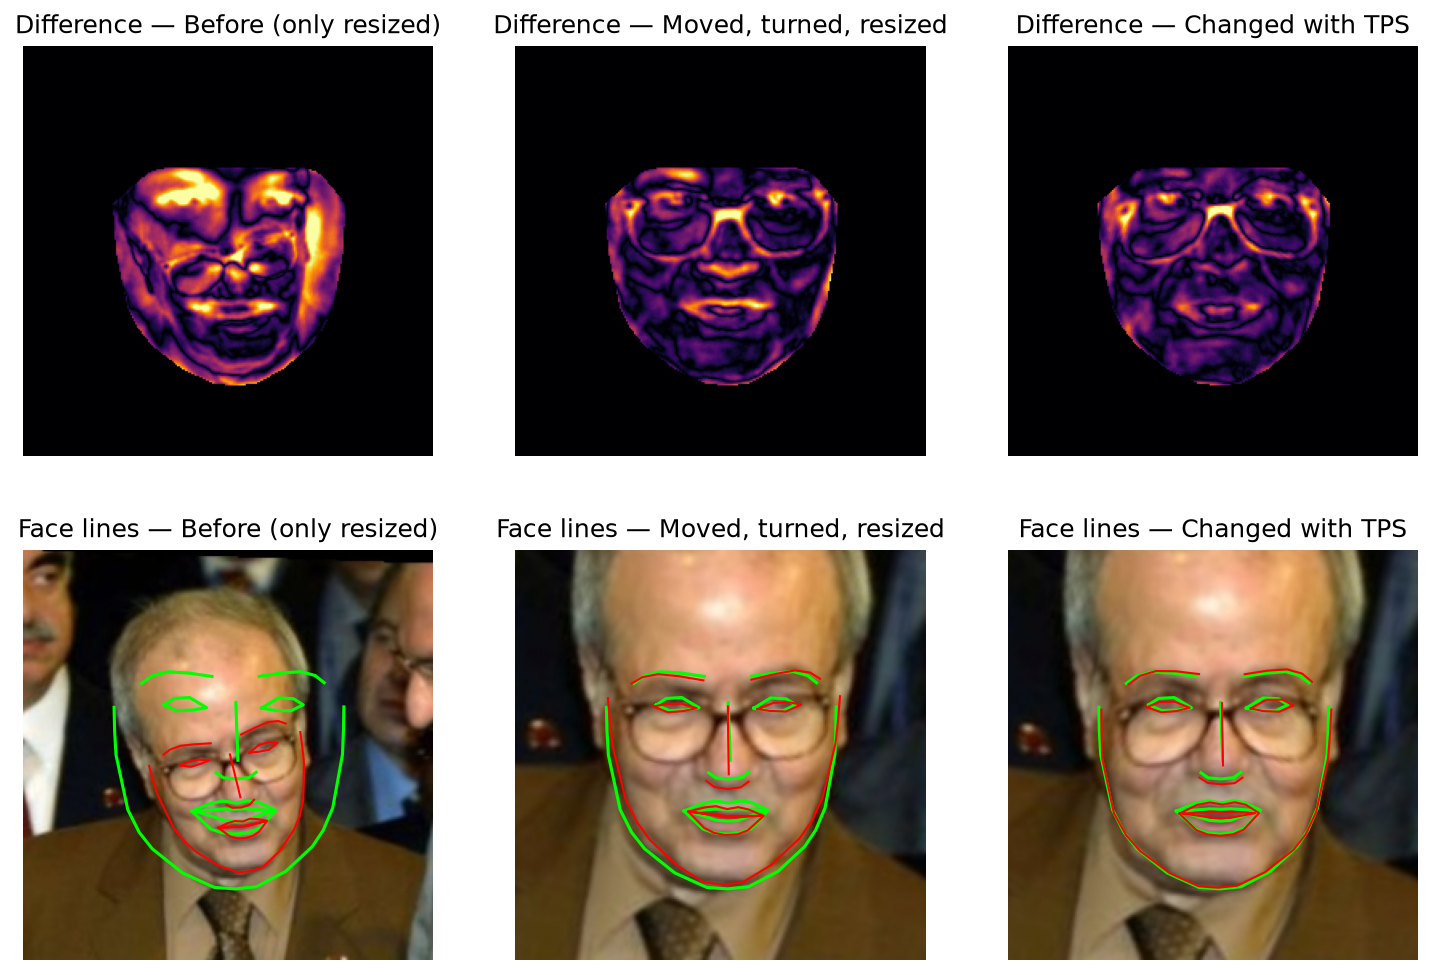 Difference — Before (only resized)
Difference — Moved, turned, resized
Difference — Changed with TPS
Face lines — Before (only resized)
Face lines — Moved, turned, resized
Face lines — Changed with TPS